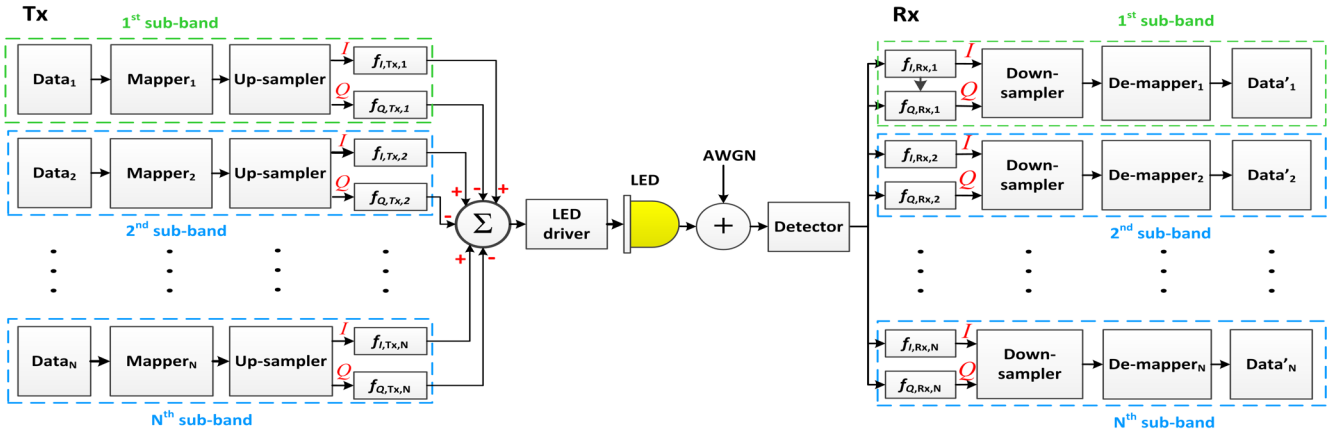 Tx
1st sub-band
Data1
Mapper1
Up-sampler
I
fI,Tx,1
Q
fQ,Tx,1
Data2
Mapper2
Up-sampler
I
fI,Tx,2
Q
fQ,Tx,2
2nd sub-band
DataN
MapperN
Up-sampler
I
fI,Tx,N
Q
fQ,Tx,N
Nth sub-band
+
-
+
-
+
-
Σ
LED
driver
LED
AWGN
+
Detector
Rx
1st sub-band
fI,Rx,1
I
fQ,Rx,1
Q
Down-
sampler
De-mapper1
Data'1
fI,Rx,2
I
fQ,Rx,2
Q
Down-
sampler
De-mapper2
Data'2
2nd sub-band
fI,Rx,N
I
fQ,Rx,N
Q
Down-
sampler
De-mapperN
Data'N
Nth sub-band